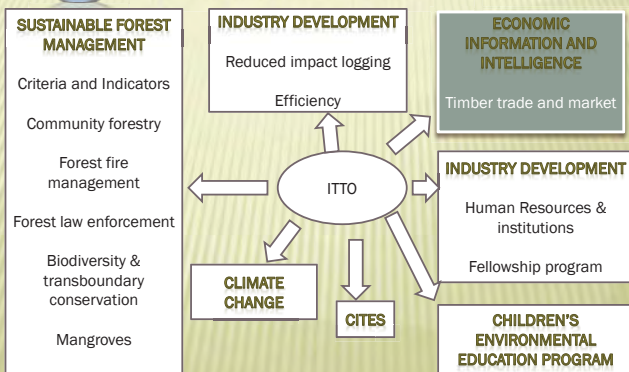 SUSTAINABLE FOREST
MANAGEMENT
Criteria and Indicators
Community forestry
Forest fire
management
Forest law enforcement
Biodiversity &
transboundary
conservation
Mangroves
INDUSTRY DEVELOPMENT
Reduced impact logging
Efficiency
ECONOMIC
INFORMATION AND
INTELLIGENCE
Timber trade and market
ITTO
INDUSTRY DEVELOPMENT
Human Resources &
institutions
Fellowship program
CLIMATE
CHANGE
CITES
CHILDREN'S
ENVIRONMENTAL
EDUCATION PROGRAM